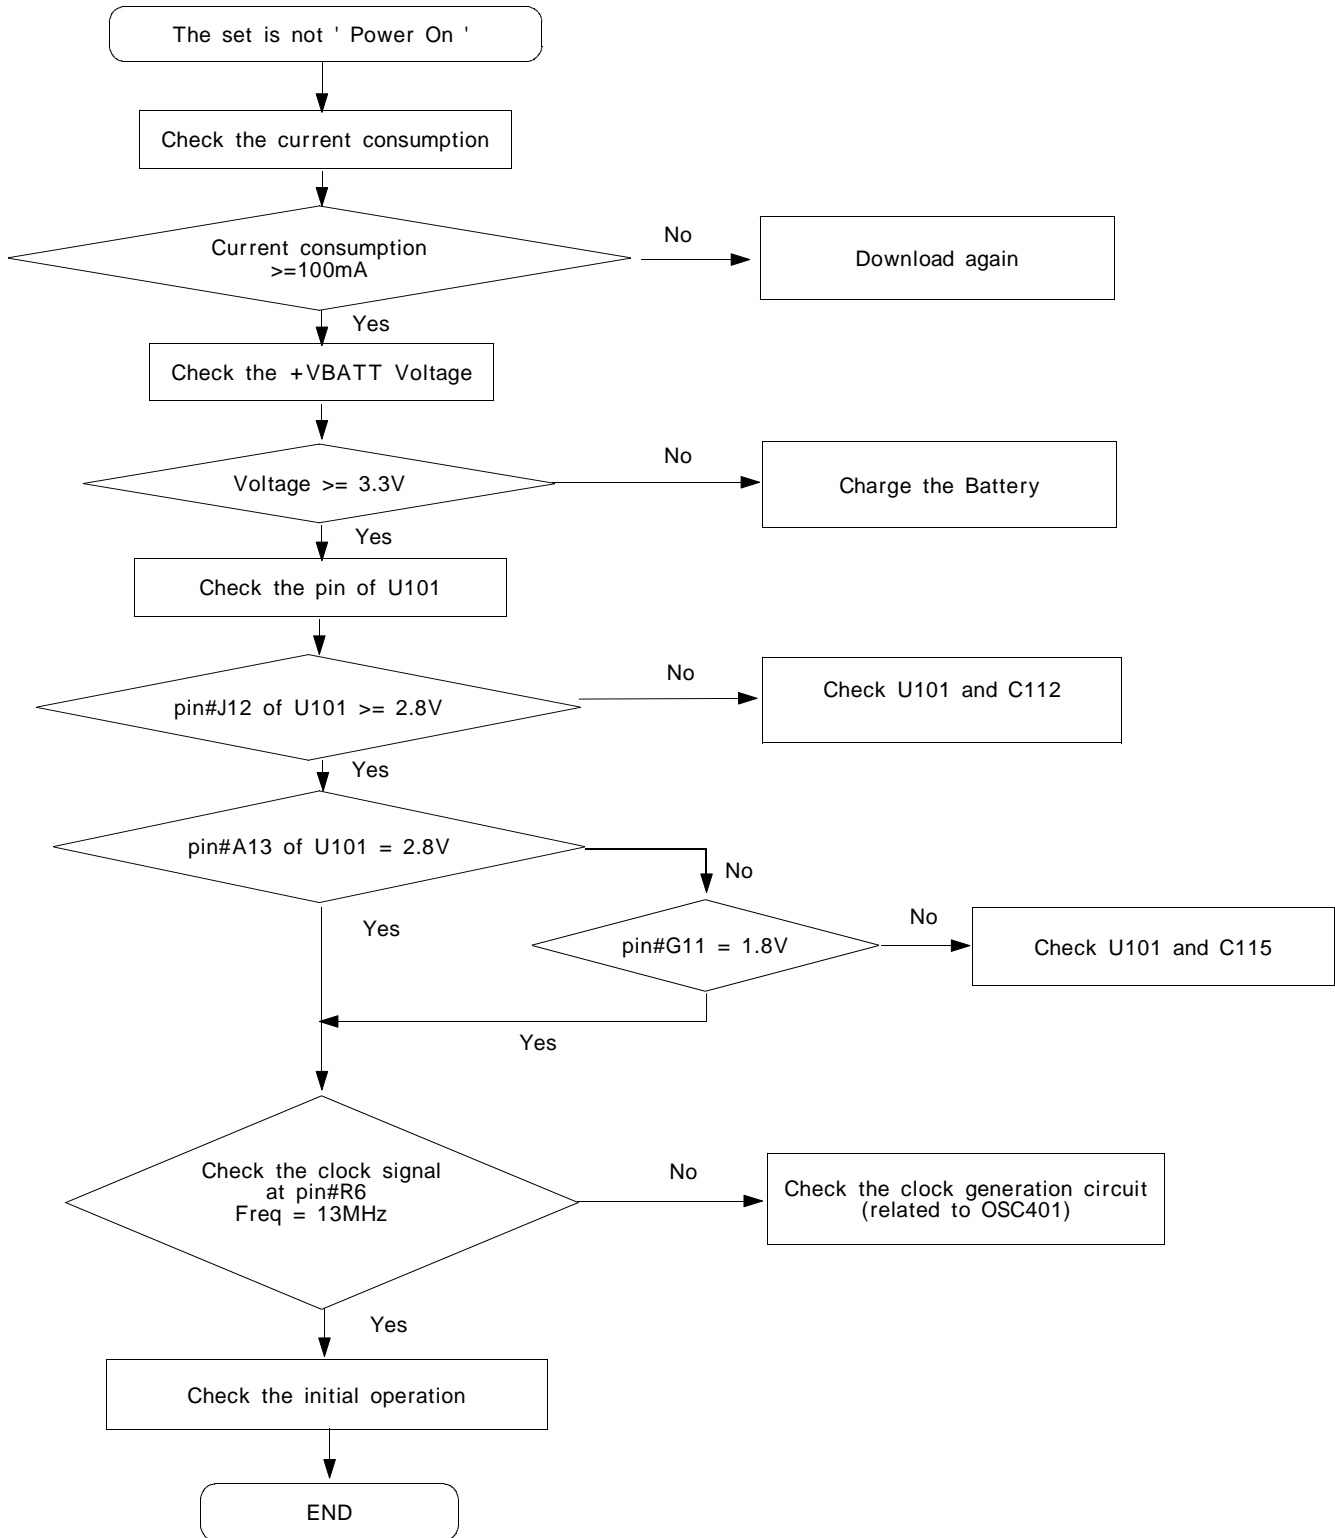 The set is not ' Power On '
Check the current consumption
Current consumption
>=100mA
No
Download again
Yes
Check the +VBATT Voltage
Voltage >= 3.3V
No
Charge the Battery
Yes
Check the pin of U101
pin#J12 of U101 >= 2.8V
No
Check U101 and C112
Yes
pin#A13 of U101 = 2.8V
No
Yes
pin#G11 = 1.8V
No
Check U101 and C115
Yes
Check the clock signal
at pin#R6
Freq = 13MHz
No
Check the clock generation circuit
(related to OSC401)
Yes
Check the initial operation
END